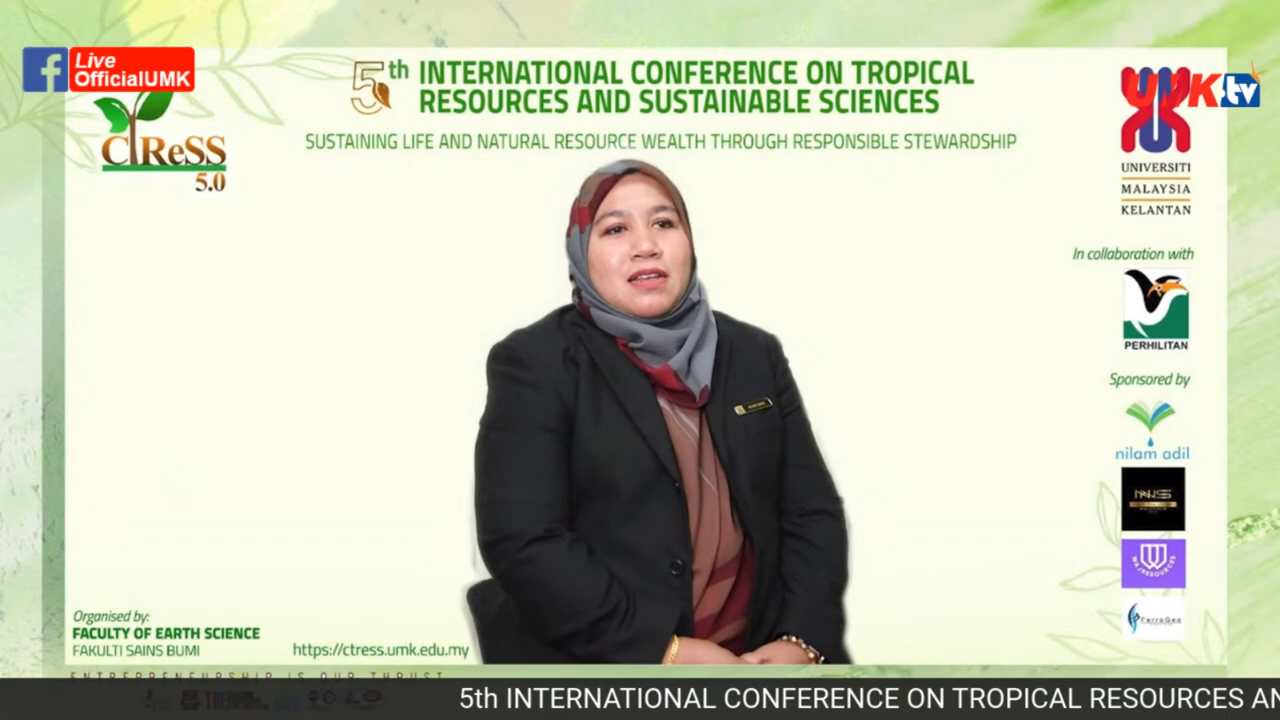 Live
OfficialUMK
5th INTERNATIONAL CONFERENCE ON TROPICAL
RESOURCES AND SUSTAINABLE SCIENCES
SUSTAINING LIFE AND NATURAL RESOURCE WEALTH THROUGH RESPONSIBLE STEWARDSHIP
CTReSS
5.0
UMKtv
UNIVERSITI
MALAYSIA
KELANTAN
In collaboration with
PERHILITAN
Sponsored by
nilam adil
WAJRESOURCES
TerraGeo
Organised by:
FACULTY OF EARTH SCIENCE
FAKULTI SAINS BUMI
https://ctress.umk.edu.my
ENTREPRENEURSHIP IS OUR THRUST
5th INTERNATIONAL CONFERENCE ON TROPICAL RESOURCES AN